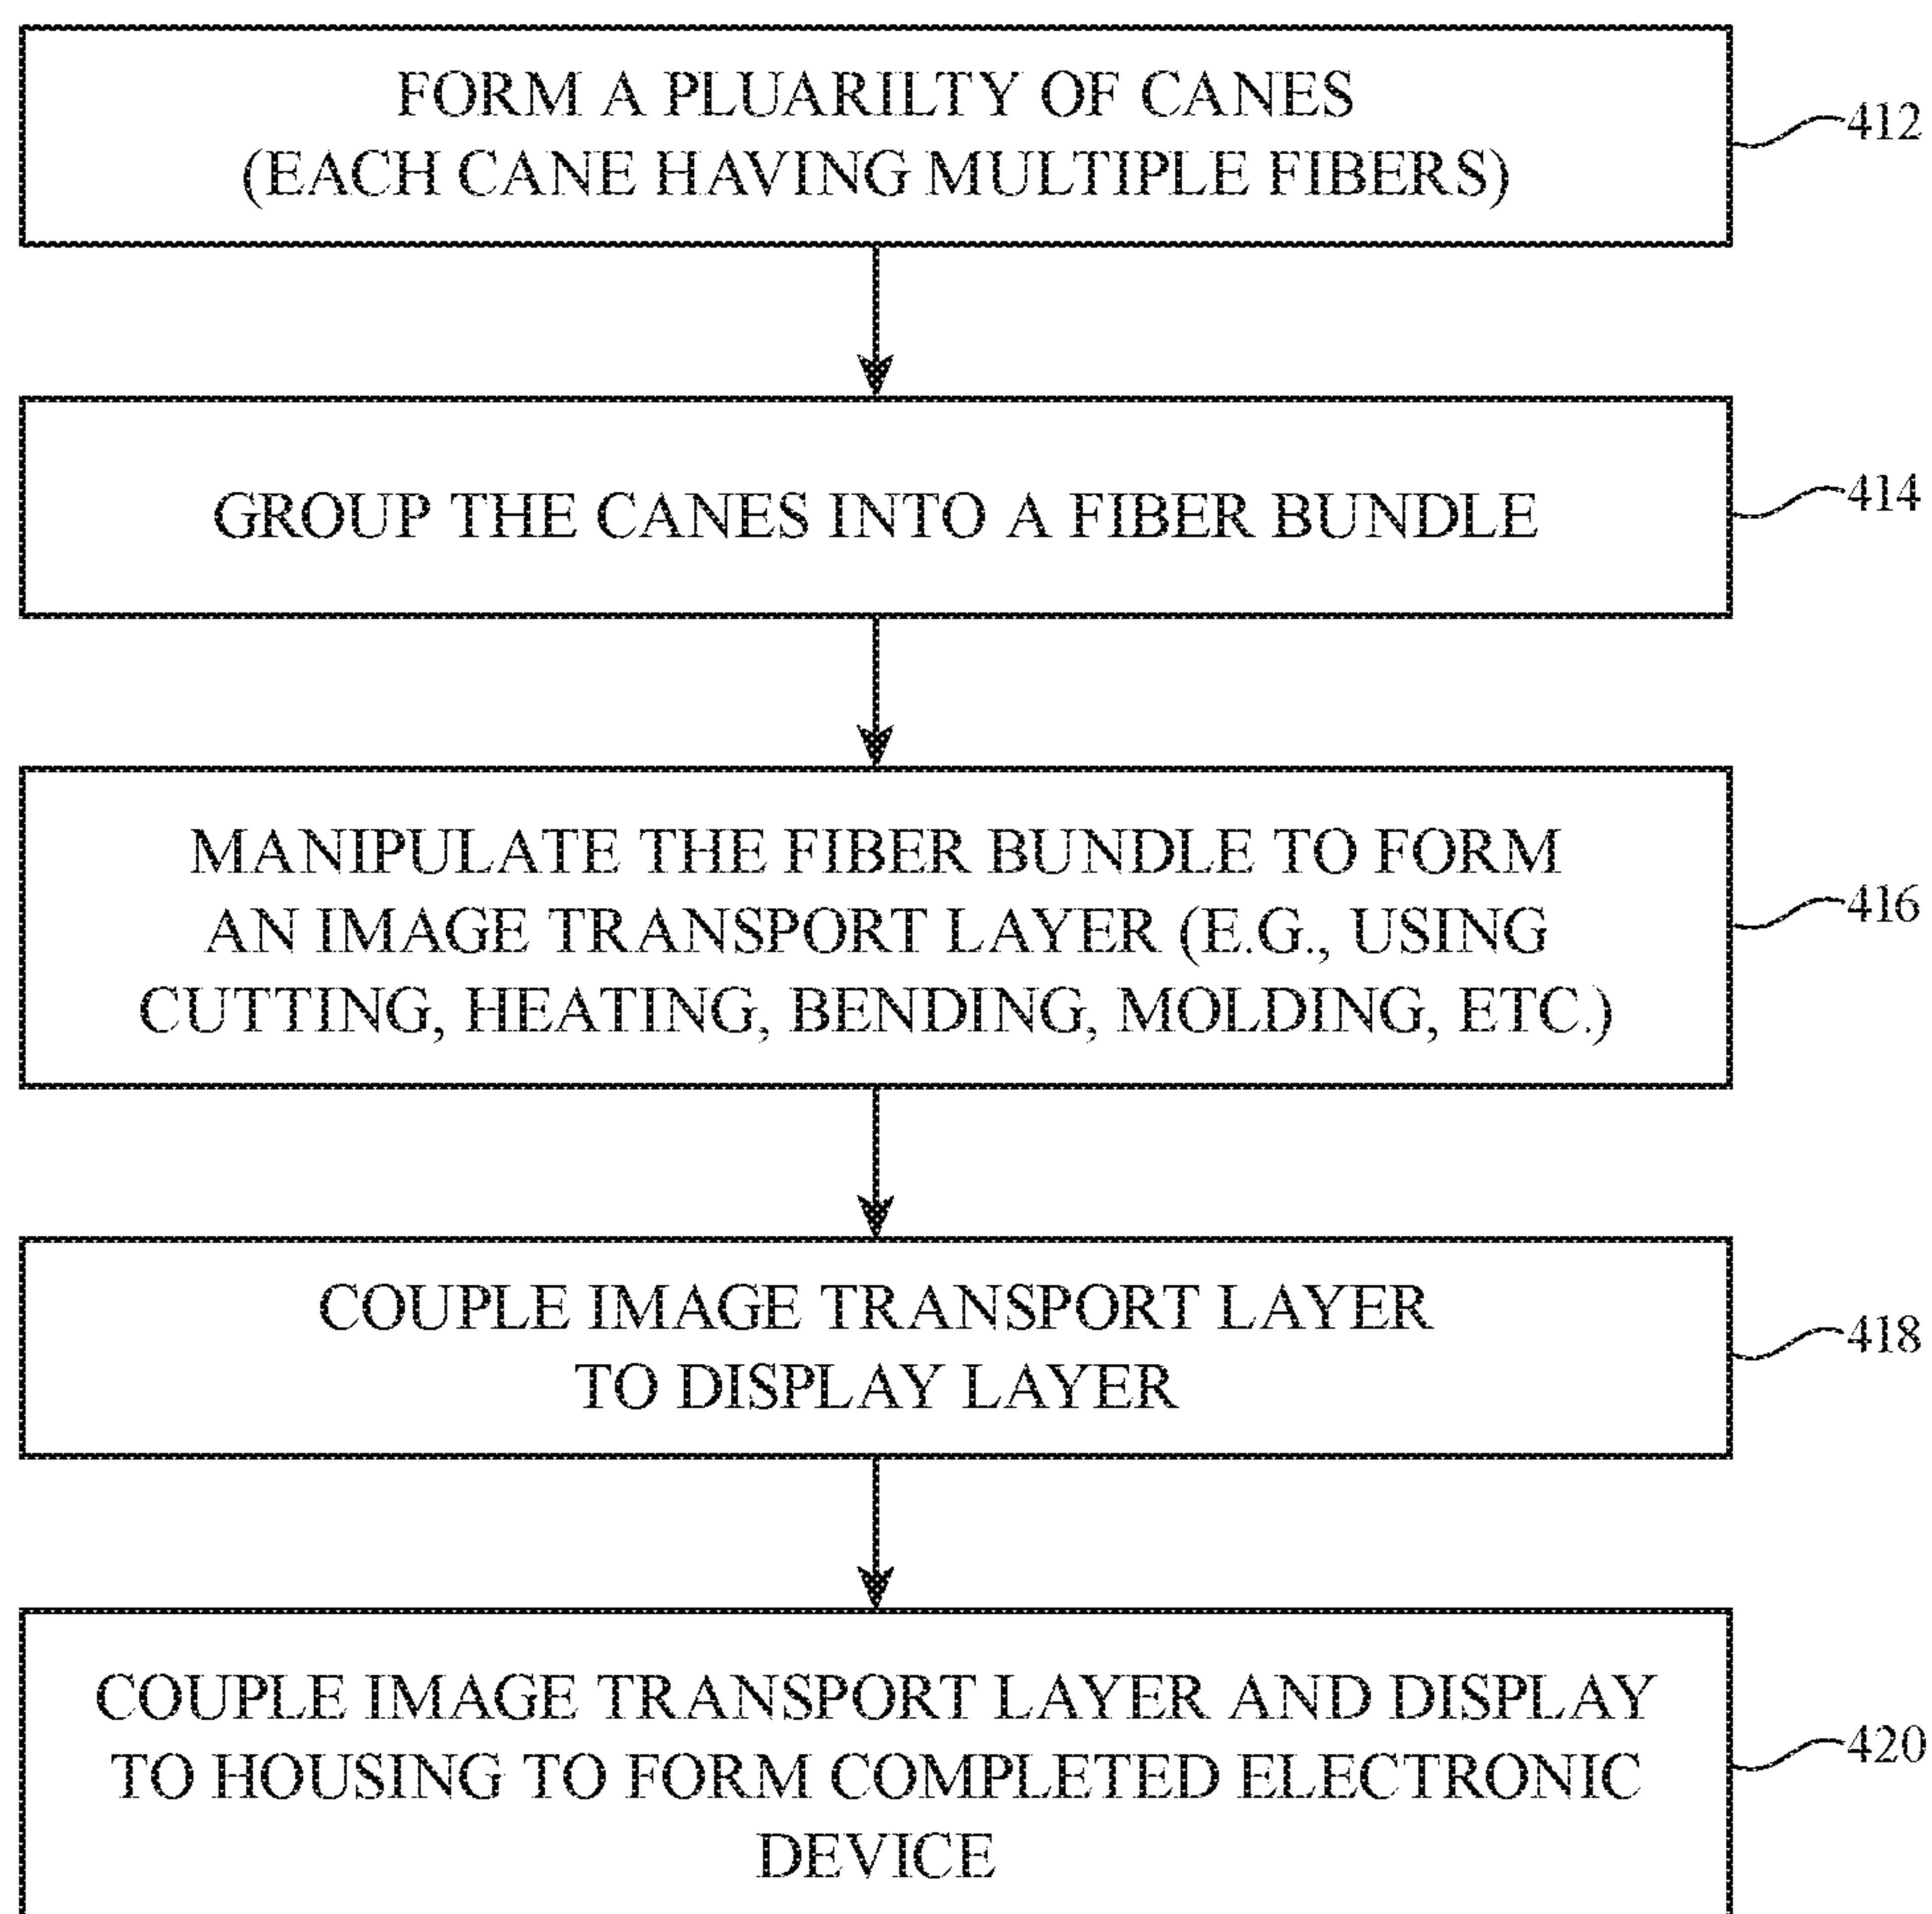 FORM A PLUARILTY OF CANES
(EACH CANE HAVING MULTIPLE FIBERS)
412
GROUP THE CANES INTO A FIBER BUNDLE
414
MANIPULATE THE FIBER BUNDLE TO FORM
AN IMAGE TRANSPORT LAYER (E.G., USING
CUTTING, HEATING, BENDING, MOLDING, ETC.)
416
COUPLE IMAGE TRANSPORT LAYER
TO DISPLAY LAYER
418
COUPLE IMAGE TRANSPORT LAYER AND DISPLAY
TO HOUSING TO FORM COMPLETED ELECTRONIC
DEVICE
420